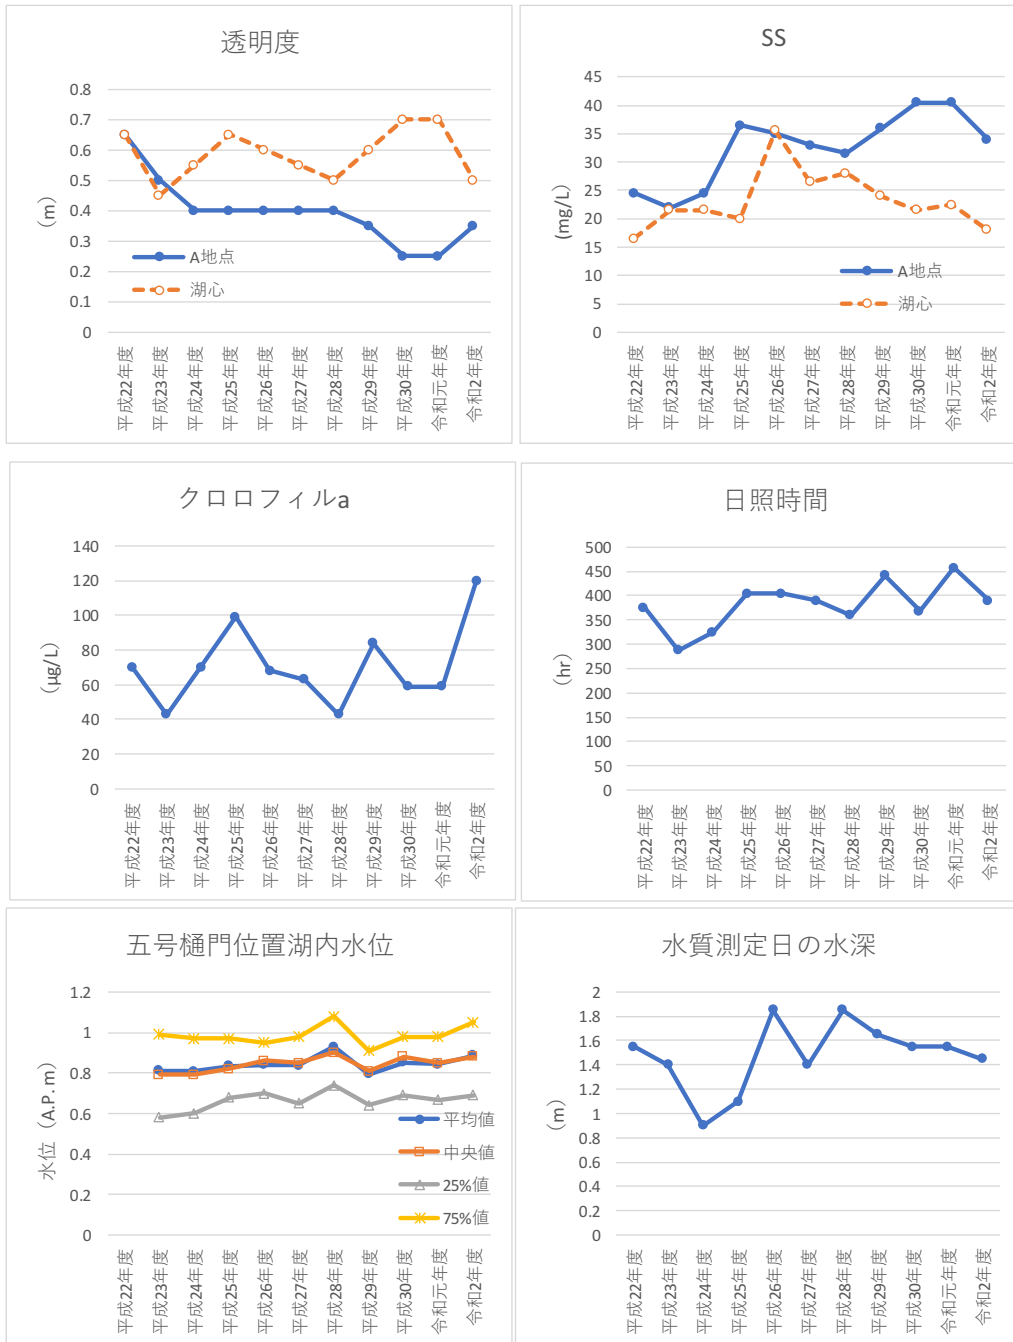 透明度
0.8
0.7
0.6
0.5
0.4
0.3
0.2
0.1
0
（m）
A地点
湖心
平成22年度
平成23年度
平成24年度
平成25年度
平成26年度
平成27年度
平成28年度
平成29年度
平成30年度
令和元年度
令和2年度
SS
45
40
35
30
25
20
15
10
5
0
(mg/L)
A地点
湖心
平成22年度
平成23年度
平成24年度
平成25年度
平成26年度
平成27年度
平成28年度
平成29年度
平成30年度
令和元年度
令和2年度
クロロフィルa
140
120
100
80
60
40
20
0
（μg/L）
平成22年度
平成23年度
平成24年度
平成25年度
平成26年度
平成27年度
平成28年度
平成29年度
平成30年度
令和元年度
令和2年度
日照時間
500
450
400
350
300
250
200
150
100
50
0
（hr）
平成22年度
平成23年度
平成24年度
平成25年度
平成26年度
平成27年度
平成28年度
平成29年度
平成30年度
令和元年度
令和2年度
五号樋門位置湖内水位
1.2
1
0.8
0.6
0.4
0.2
0
水位（A.P. m）
平均値
中央値
25%値
75%値
平成22年度
平成23年度
平成24年度
平成25年度
平成26年度
平成27年度
平成28年度
平成29年度
平成30年度
令和元年度
令和2年度
水質測定日の水深
2
1.8
1.6
1.4
1.2
1
0.8
0.6
0.4
0.2
0
（m）
平成22年度
平成23年度
平成24年度
平成25年度
平成26年度
平成27年度
平成28年度
平成29年度
平成30年度
令和元年度
令和2年度